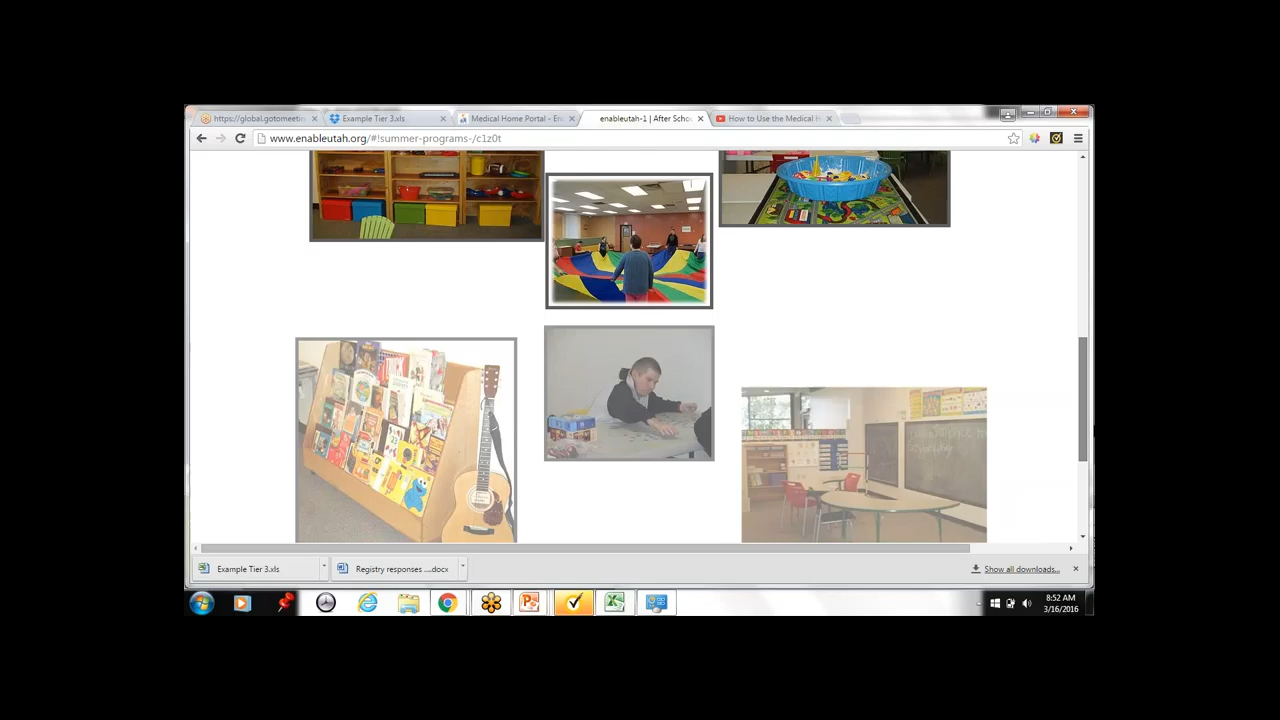 https://global.gotomeetin
Example Tier 3.xls
Medical Home Portal - En
enableutah-1 | After Scho
How to Use the Medical H
www.enableutah.org/#!summer-programs-/c1z0t
Example Tier 3.xls
Registry responses ....docx
Show all downloads...
8:52 AM
3/16/2016